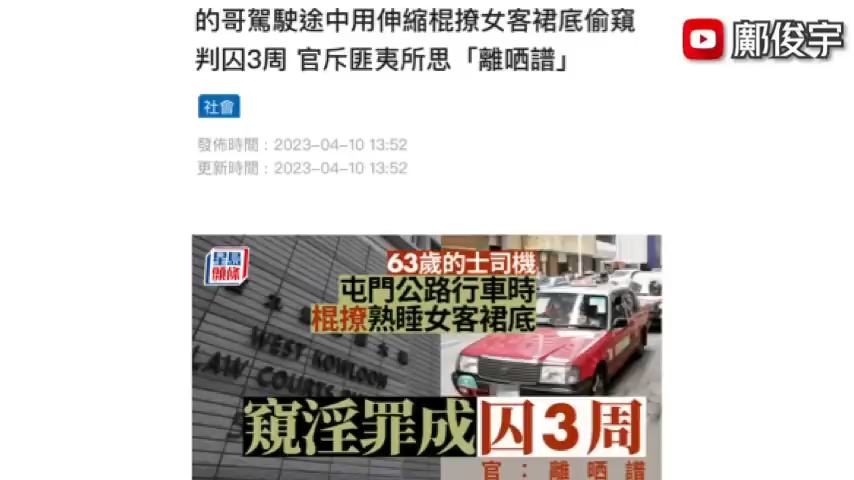 的哥駕駛途中用伸縮棍撩女客裙底偷窺
判囚3周 官斥匪夷所思「離哂譜」
鄺俊宇
社會
發佈時間：2023-04-10 13:52
更新時間：2023-04-10 13:52
星島
頭條
63歲的士司機
屯門公路行車時
棍撩熟睡女客裙底
WEST KOWLOON
LAW COURTS
窺淫罪成囚3周
官：離晒譜